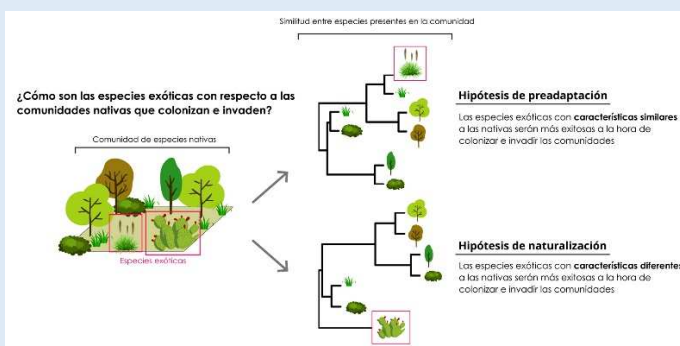 Similitud entre especies presentes en la comunidad
¿Cómo son las especies exóticas con respecto a las
comunidades nativas que colonizan e invaden?
Comunidad de especies nativas
Especies exóticas
Hipótesis de preadaptación
Las especies exóticas con características similares
a las nativas serán más exitosos a la hora de
colonizar e invadir las comunidades
Hipótesis de naturalización
Las especies exóticas con características diferentes
a las nativas serán más exitosas a la hora de
colonizar e invadir las comunidades